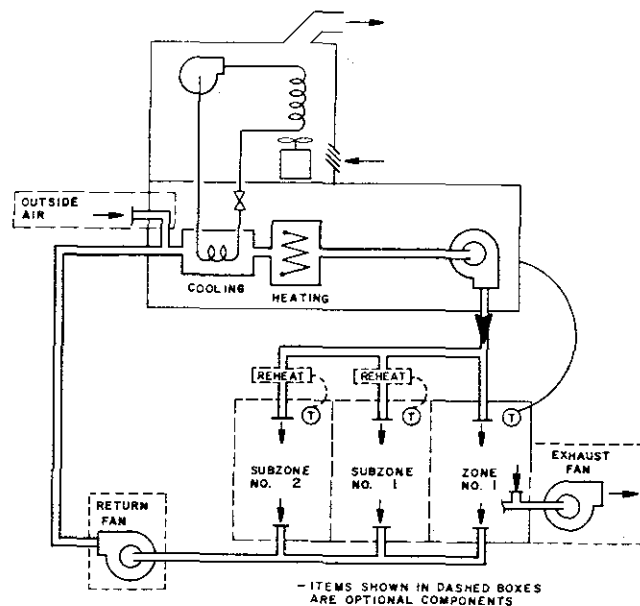 OUTSIDE
AIR
COOLING
HEATING
REHEAT
REHEAT
T
T
T
SUBZONE
NO. 2
SUBZONE
NO. 1
ZONE
NO. 1
EXHAUST
FAN
RETURN
FAN
- ITEMS SHOWN IN DASHED BOXES
ARE OPTIONAL COMPONENTS